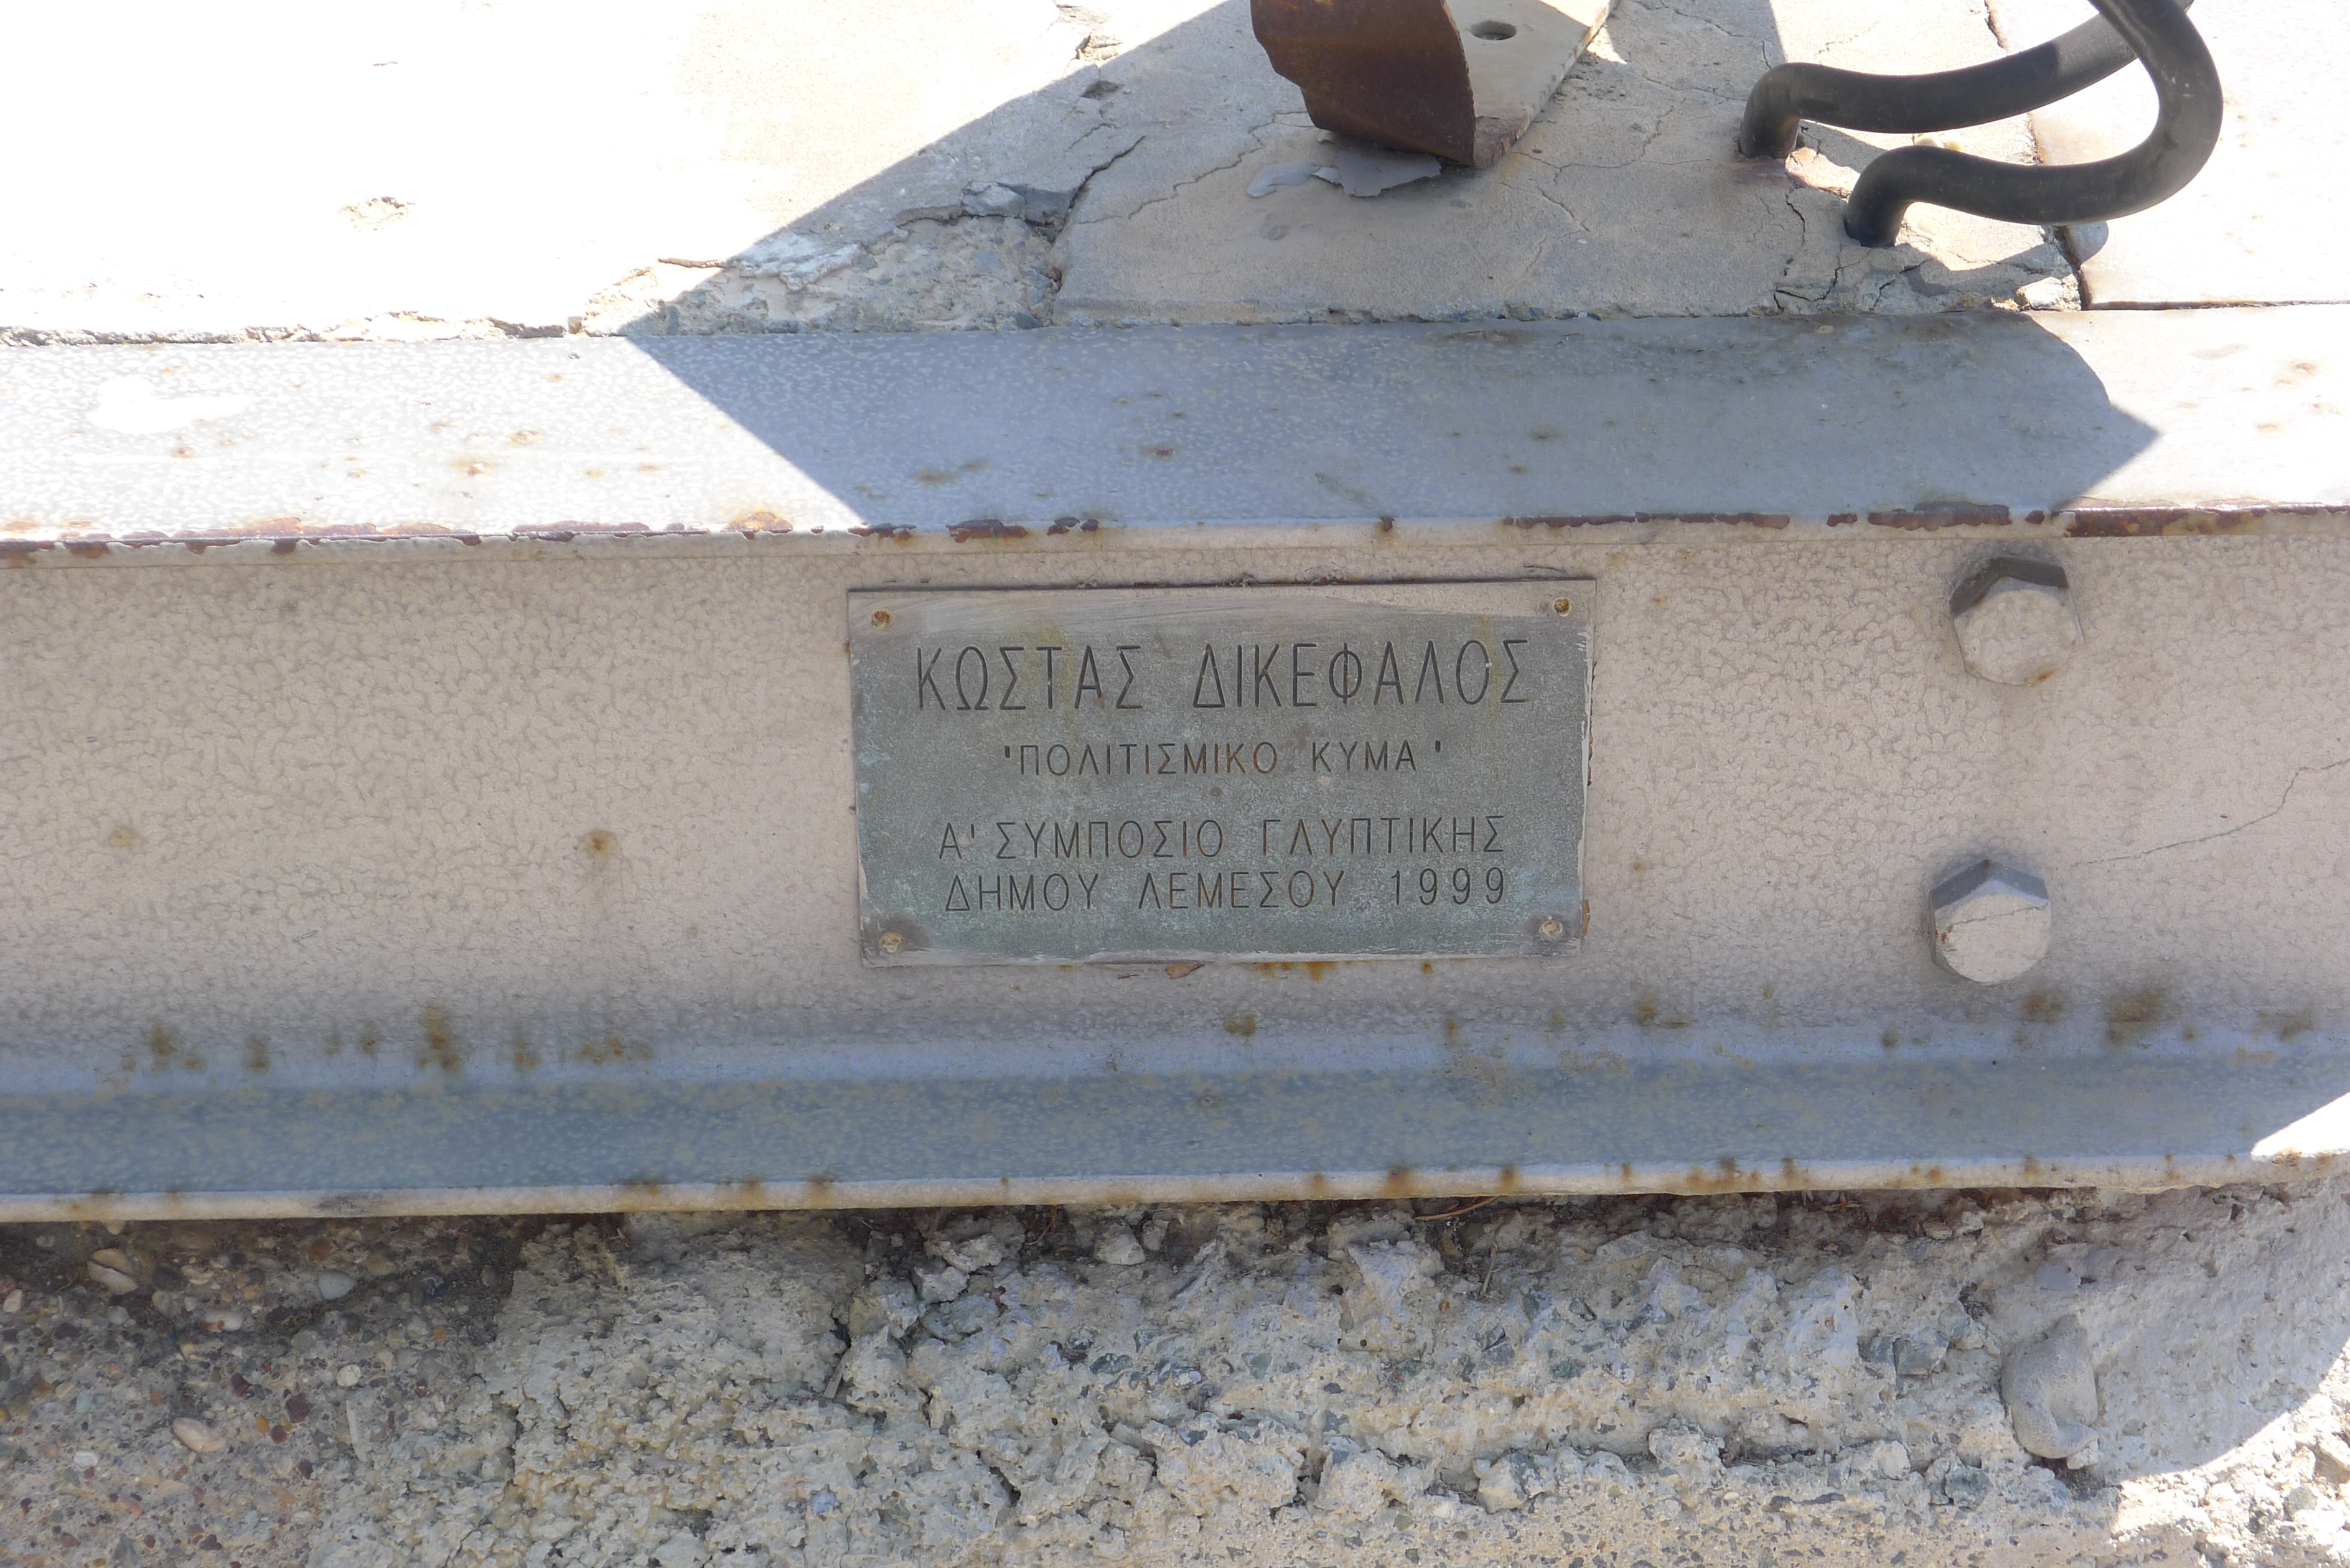 ΚΩΣΤΑΣ ΔΙΚΕΦΑΛΟΣ
'ΠΟΛΙΤΙΣΜΙΚΟ ΚΥΜΑ'
Α' ΣΥΜΠΟΣΙΟ ΓΛΥΠΤΙΚΗΣ
ΔΗΜΟΥ ΛΕΜΕΣΟΥ 1999